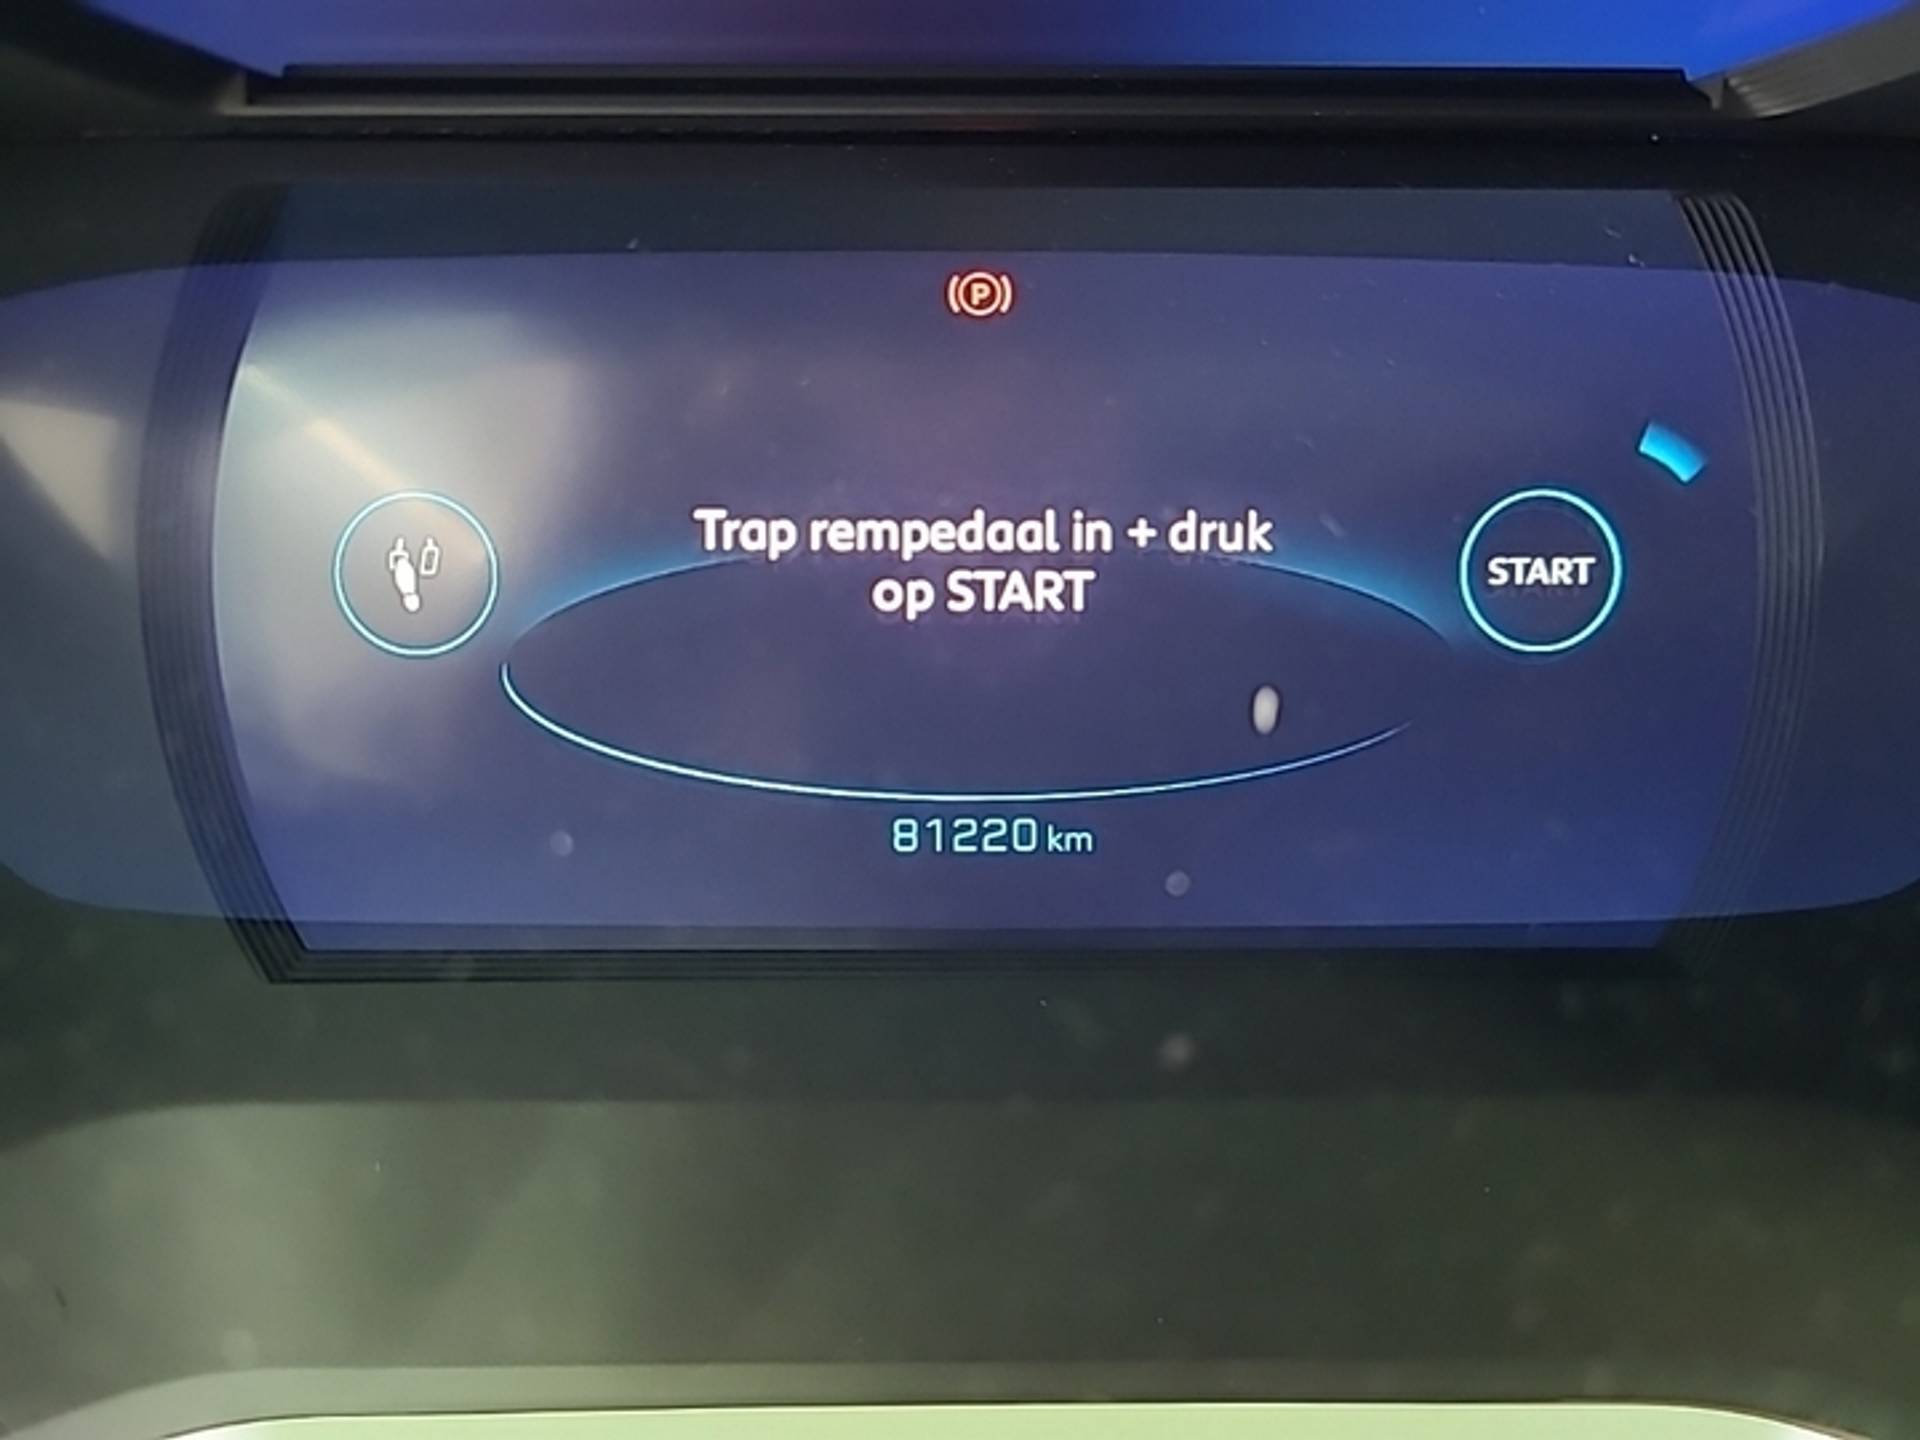 P
Trap rempedaal in + druk
op START
START
81220 km